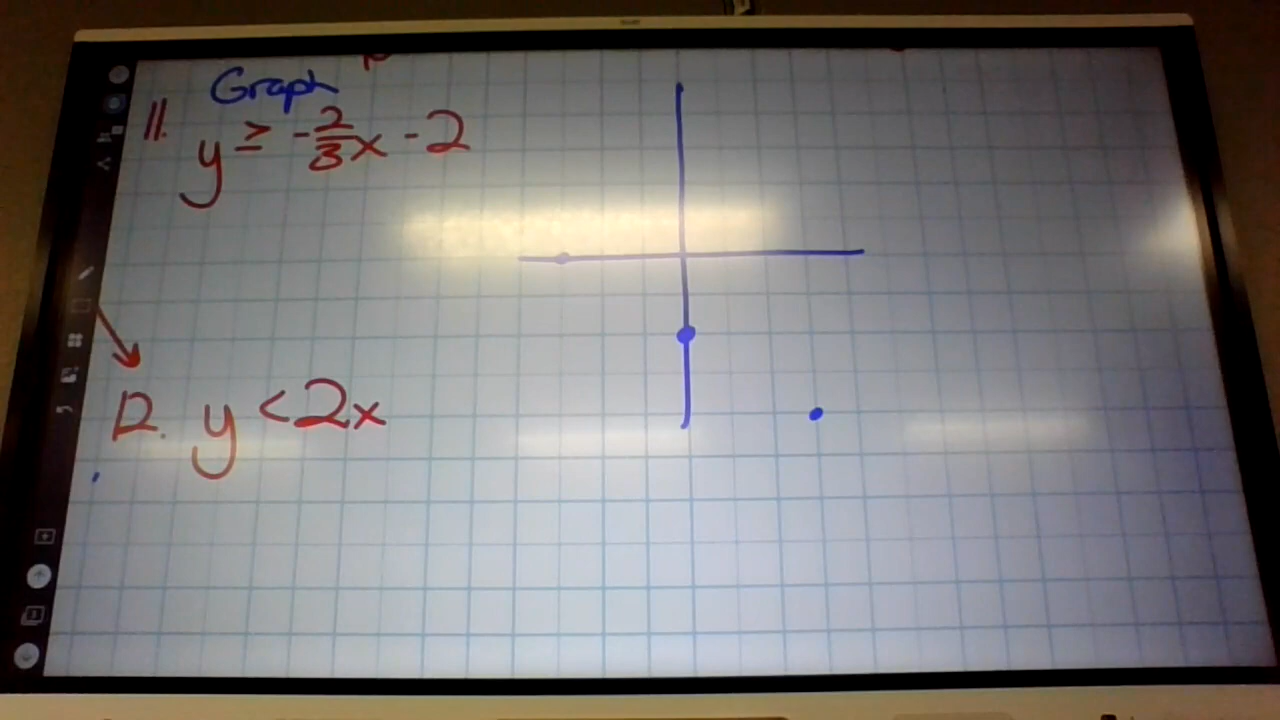 Graph
11. y ≥ -2/3x - 2
12. y < 2x